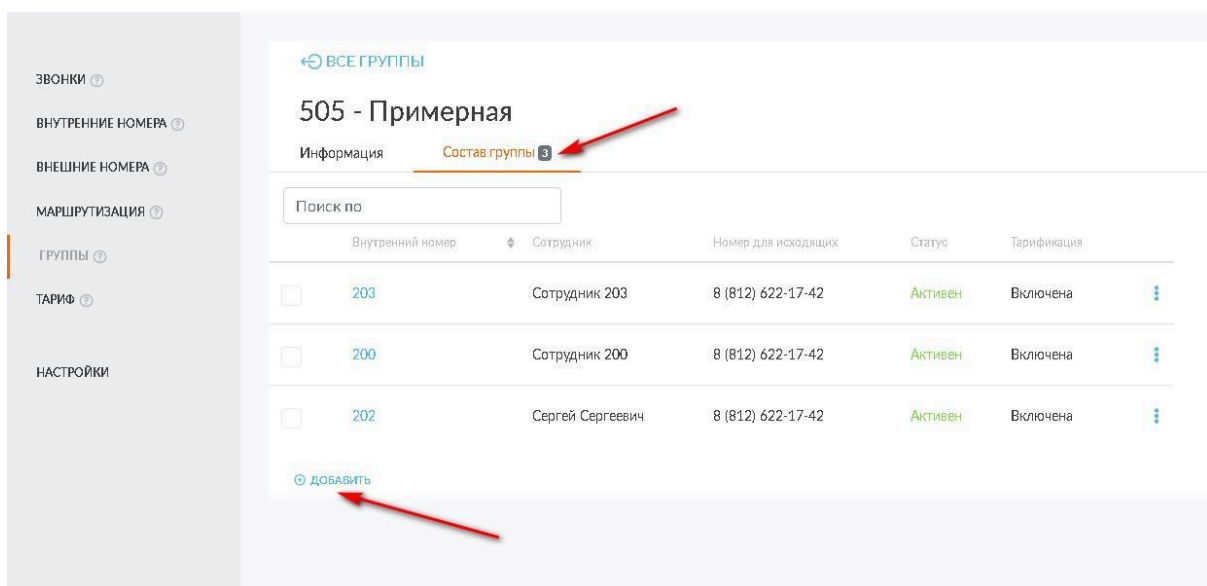 ЗВОНКИ
ВНУТРЕННИЕ НОМЕРА
ВНЕШНИЕ НОМЕРА
МАРШРУТИЗАЦИЯ
ГРУППЫ
ТАРИФ
НАСТРОЙКИ
ВСЕ ГРУППЫ
505 - Примерная
Информация Состав группы 3
Поиск по
Внутренний номер Сотрудник Номер для исходящих Статус Тарификация
203 Сотрудник 203 8 (812) 622-17-42 Активен Включена
200 Сотрудник 200 8 (812) 622-17-42 Активен Включена
202 Сергей Сергеевич 8 (812) 622-17-42 Активен Включена
ДОБАВИТЬ